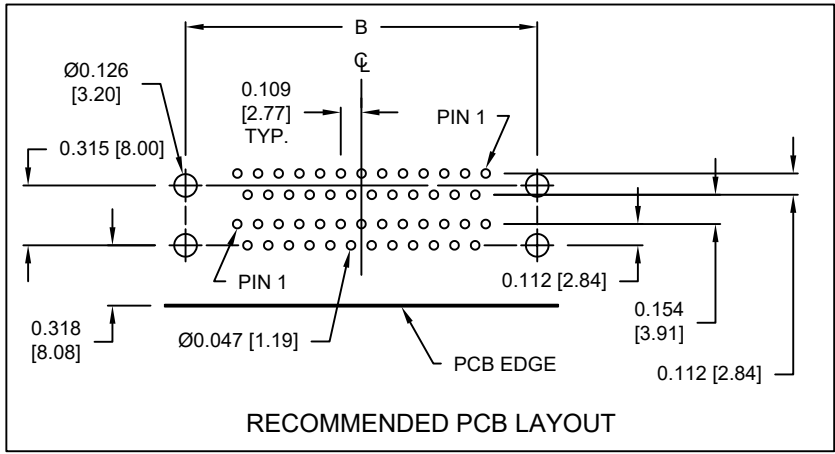 B
℄
Ø0.126
[3.20]
0.109
[2.77]
TYP.
PIN 1
0.315 [8.00]
PIN 1
0.112 [2.84]
0.318
[8.08]
Ø0.047 [1.19]
0.154
[3.91]
PCB EDGE
0.112 [2.84]
RECOMMENDED PCB LAYOUT